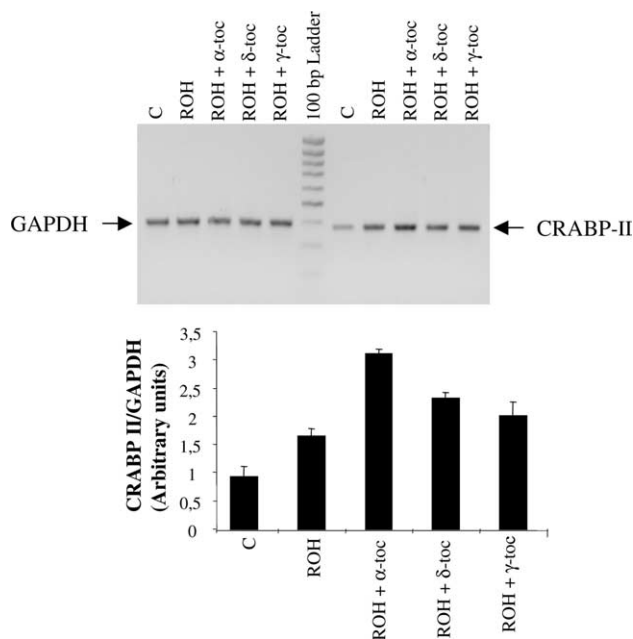 C
ROH
ROH + α-toc
ROH + δ-toc
ROH + γ-toc
100 bp Ladder
C
ROH
ROH + α-toc
ROH + δ-toc
ROH + γ-toc
GAPDH
CRABP-II
CRABP II/GAPDH
(Arbitrary units)
3,5
3
2,5
2
1,5
1
0,5
0
C
ROH
ROH + α-toc
ROH + δ-toc
ROH + γ-toc